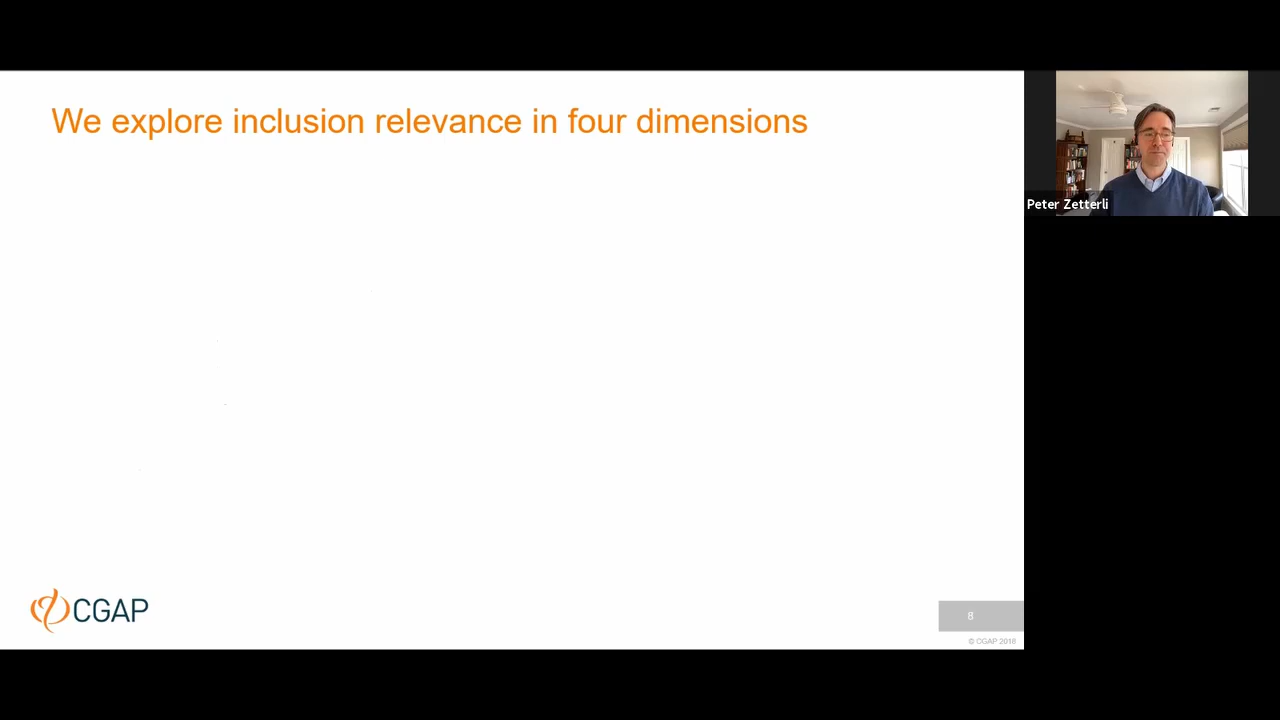 We explore inclusion relevance in four dimensions
Peter Zetterli
CGAP
8
© CGAP 2018